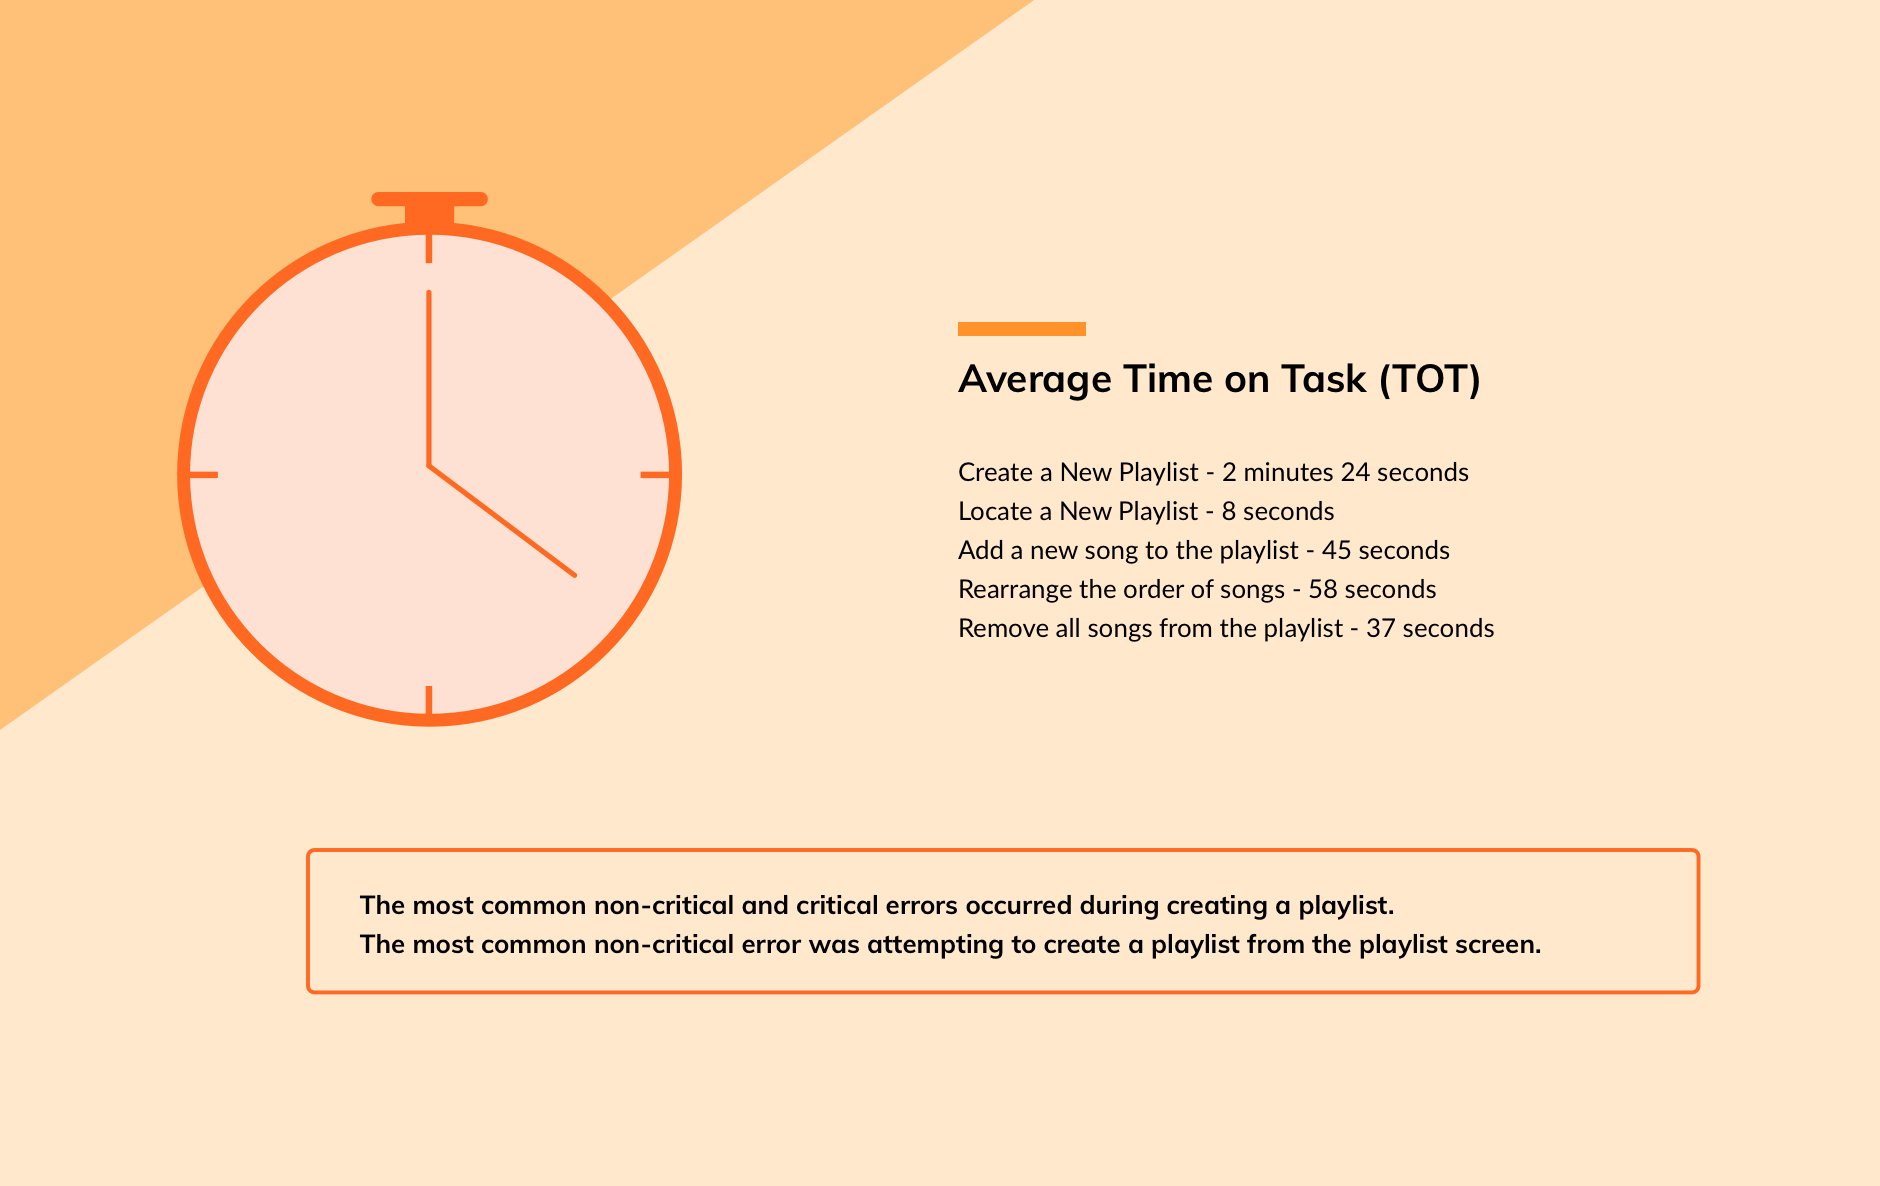 Average Time on Task (TOT)
Create a New Playlist - 2 minutes 24 seconds
Locate a New Playlist - 8 seconds
Add a new song to the playlist - 45 seconds
Rearrange the order of songs - 58 seconds
Remove all songs from the playlist - 37 seconds
The most common non-critical and critical errors occurred during creating a playlist.
The most common non-critical error was attempting to create a playlist from the playlist screen.